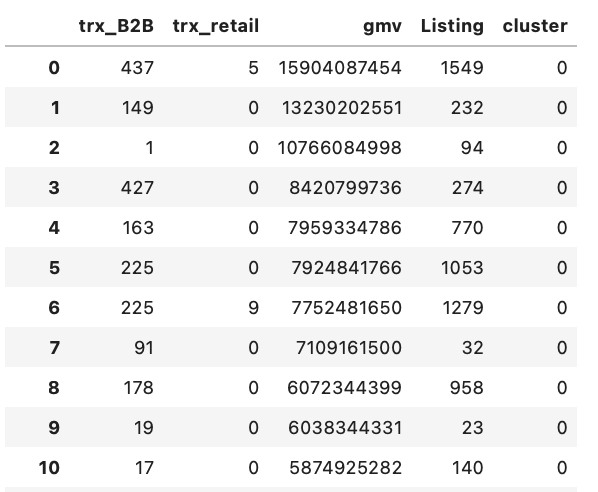 trx_B2B trx_retail gmv Listing cluster
0 437 5 15904087454 1549 0
1 149 0 13230202551 232 0
2 1 0 10766084998 94 0
3 427 0 8420799736 274 0
4 163 0 7959334786 770 0
5 225 0 7924841766 1053 0
6 225 9 7752481650 1279 0
7 91 0 7109161500 32 0
8 178 0 6072344399 958 0
9 19 0 6038344331 23 0
10 17 0 5874925282 140 0